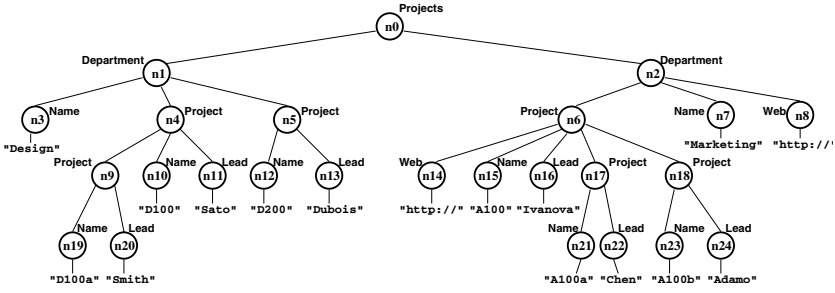 Projects
n0
Department Department
n1 n2
Name Project Project Project Name Web
n3 n4 n5 n6 n7 n8
"Design" "Marketing" "http://"
Project Name Lead Name Lead Web Name Lead Project Project
n9 n10 n11 n12 n13 n14 n15 n16 n17 n18
"D100" "Sato" "D200" "Dubois" "http://" "A100" "Ivanova"
Name Lead Name Lead Name Lead
n19 n20 n21 n22 n23 n24
"D100a" "Smith" "A100a" "Chen" "A100b" "Adamo"